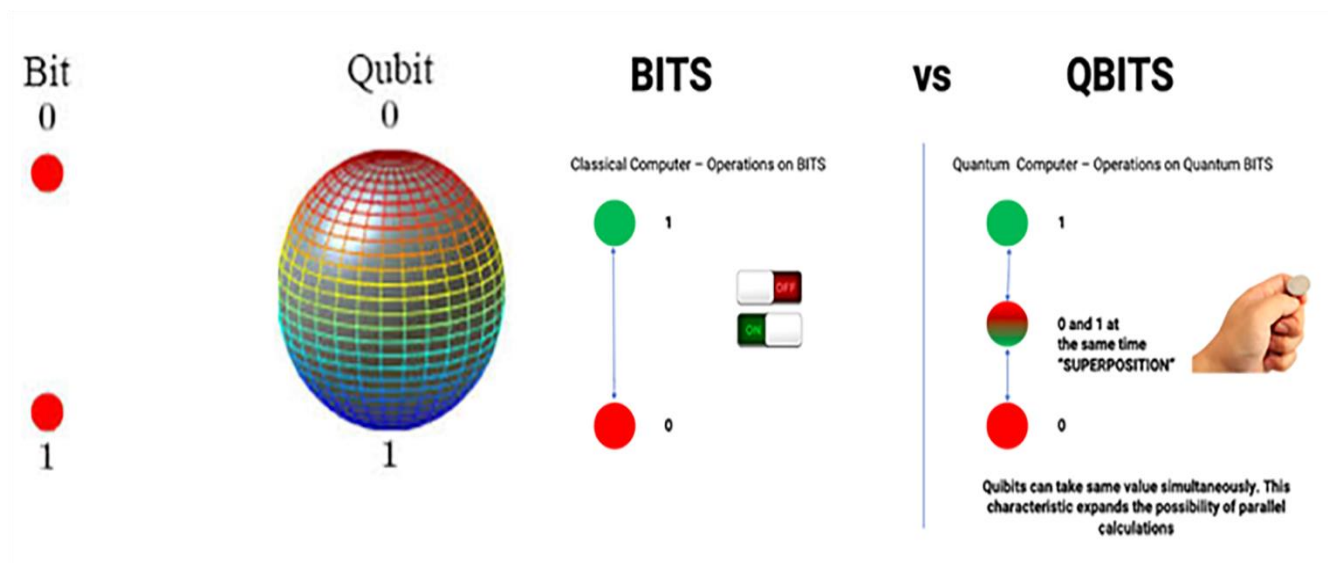 Bit
0
1
Qubit
0
1
BITS vs QBITS
Classical Computer – Operations on BITS
1
OFF
ON
0
Quantum Computer – Operations on Quantum BITS
1
0 and 1 at
the same time
“SUPERPOSITION”
0
Quibits can take same value simultaneously. This
characteristic expands the possibility of parallel
calculations